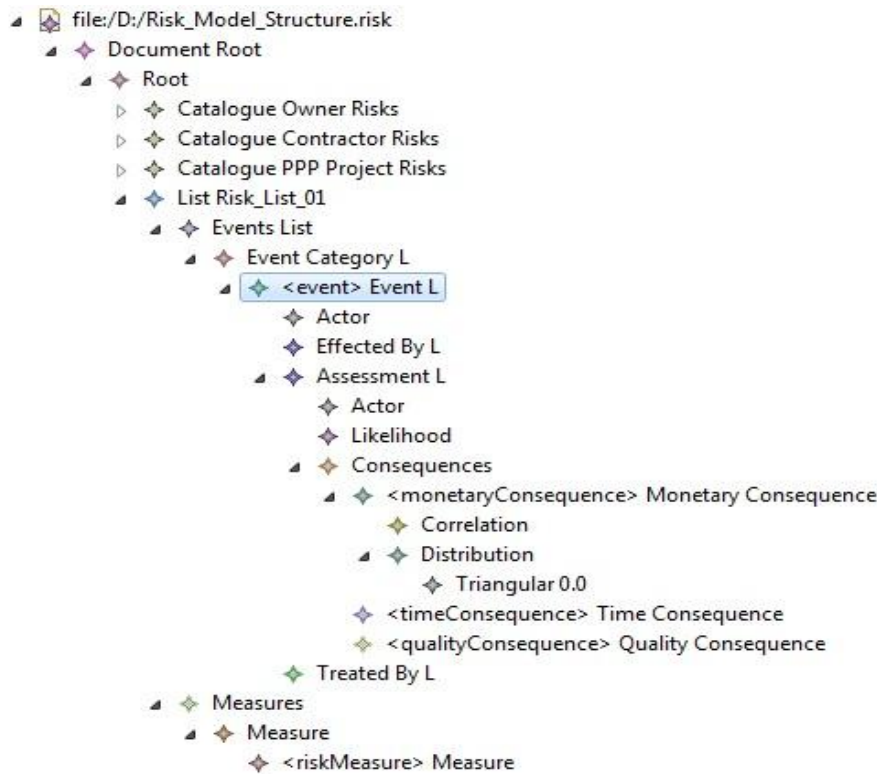 file:/D:/Risk_Model_Structure.risk
Document Root
Root
Catalogue Owner Risks
Catalogue Contractor Risks
Catalogue PPP Project Risks
List Risk_List_01
Events List
Event Category L
<event> Event L
Actor
Effected By L
Assessment L
Actor
Likelihood
Consequences
<monetaryConsequence> Monetary Consequence
Correlation
Distribution
Triangular 0.0
<timeConsequence> Time Consequence
<qualityConsequence> Quality Consequence
Treated By L
Measures
Measure
<riskMeasure> Measure